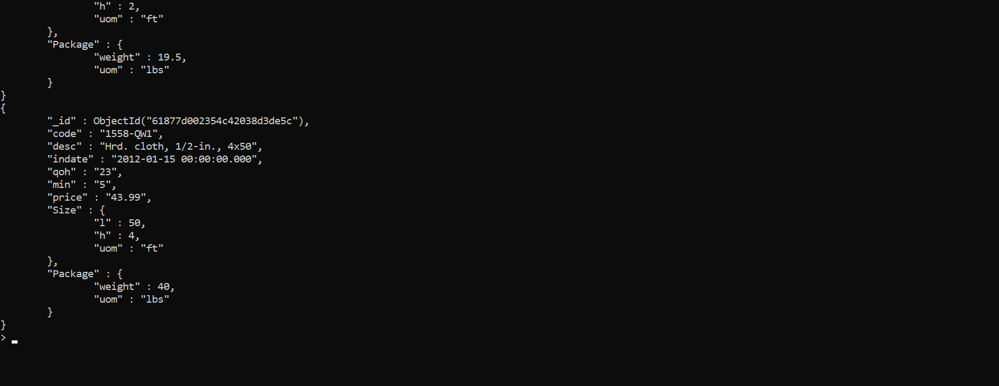 "h" : 2,
"uom" : "ft"
},
"Package" : {
"weight" : 19.5,
"uom" : "lbs"
}
}
{
"_id" : ObjectId("61877d002354c42038d3de5c"),
"code" : "1558-QW1",
"desc" : "Hrd. cloth, 1/2-in., 4x50",
"indate" : "2012-01-15 00:00:00.000",
"qoh" : "23",
"min" : "5",
"price" : "43.99",
"Size" : {
"l" : 50,
"h" : 4,
"uom" : "ft"
},
"Package" : {
"weight" : 40,
"uom" : "lbs"
}
}
>